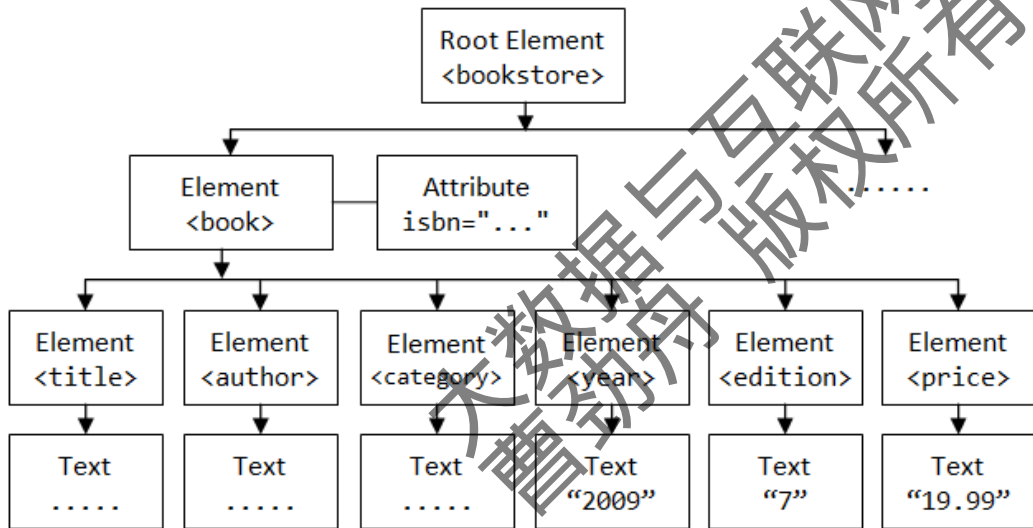 Root Element
<bookstore>
Element
<book>
Attribute
isbn="..."
......
Element
<title>
Element
<author>
Element
<category>
Element
<year>
Element
<edition>
Element
<price>
Text
.....
Text
.....
Text
.....
Text
“2009”
Text
“7”
Text
“19.99”
大数据与互联网
曹劲舟 版权所有